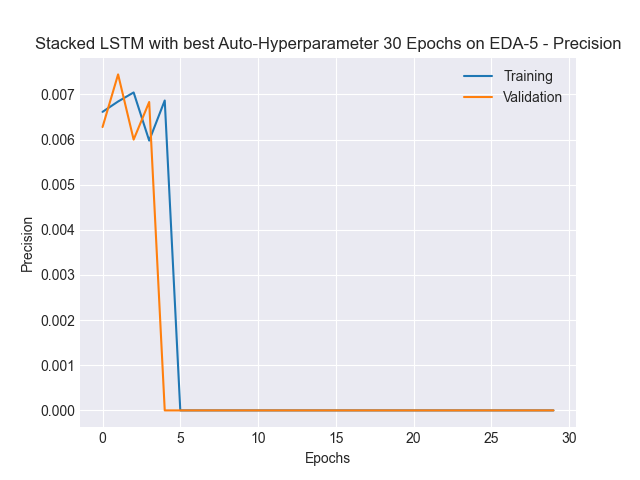 Stacked LSTM with best Auto-Hyperparameter 30 Epochs on EDA-5 - Precision
Training
Validation
0.007
0.006
0.005
0.004
0.003
0.002
0.001
0.000
Precision
0 5 10 15 20 25 30
Epochs